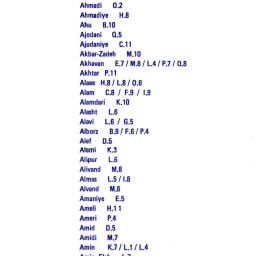 Ahmadi O.2
Ahmadiye H.8
Ahu B.10
Ajodani Q.5
Ajudaniye C.11
Akbar-Zadeh M.10
Akhavan E.7 / M.8 / L.4 / P.7 / Q.8
Akhtar P.11
Alaee H.8 / L.8 / O.6
Alam C.8 / F.9 / I.9
Alamdari K.10
Alasht L.6
Alavi L.6 / G.5
Alborz B.9 / F.6 / P.4
Alef D.5
Alemi K.3
Alipur L.6
Alivand M.8
Almas L.5 / I.8
Alvand M.8
Amaniye E.5
Ameli H.11
Ameri P.4
Amid D.5
Amidi M.7
Amin K.7 / L.1 / L.4